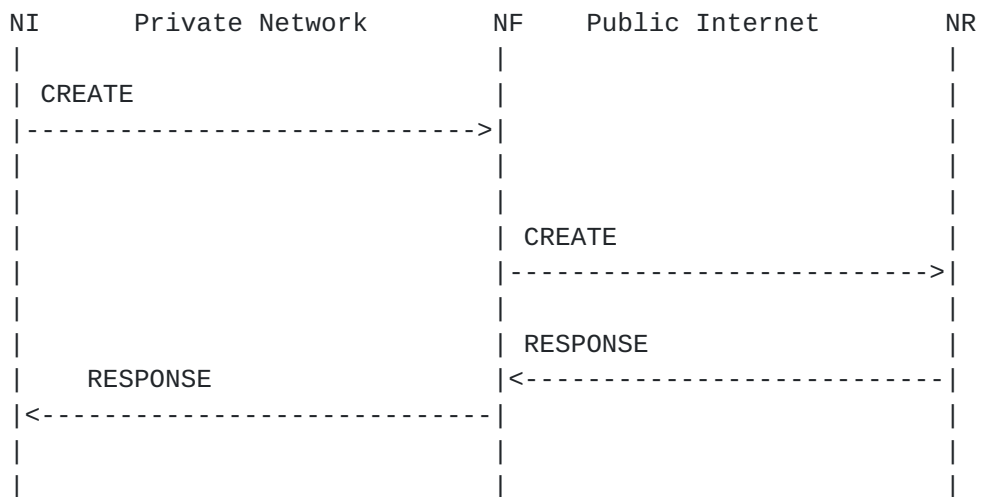 NI Private Network NF Public Internet NR
CREATE
CREATE
RESPONSE
RESPONSE